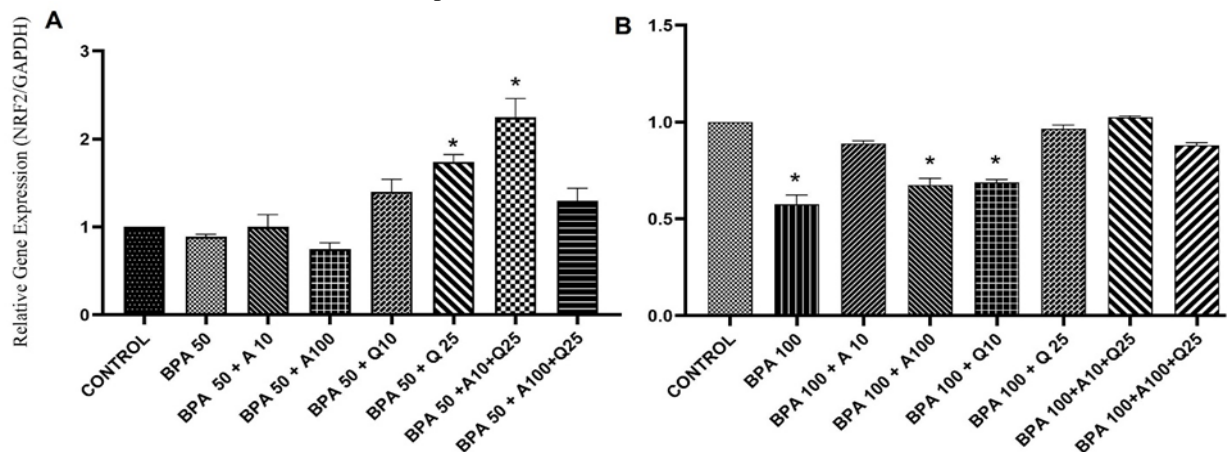 A
Relative Gene Expression (NRF2/GAPDH)
3
2
1
0
*
*
CONTROL
BPA 50
BPA 50 + A 10
BPA 50 + A100
BPA 50 + Q10
BPA 50 + Q 25
BPA 50 +A10+Q25
BPA 50 + A100+Q25
B
1.5
1.0
0.5
0.0
*
*
*
CONTROL
BPA 100
BPA 100 + A 10
BPA 100 + A100
BPA 100 + Q10
BPA 100 + Q 25
BPA 100+A10+Q25
BPA 100+A100+Q25